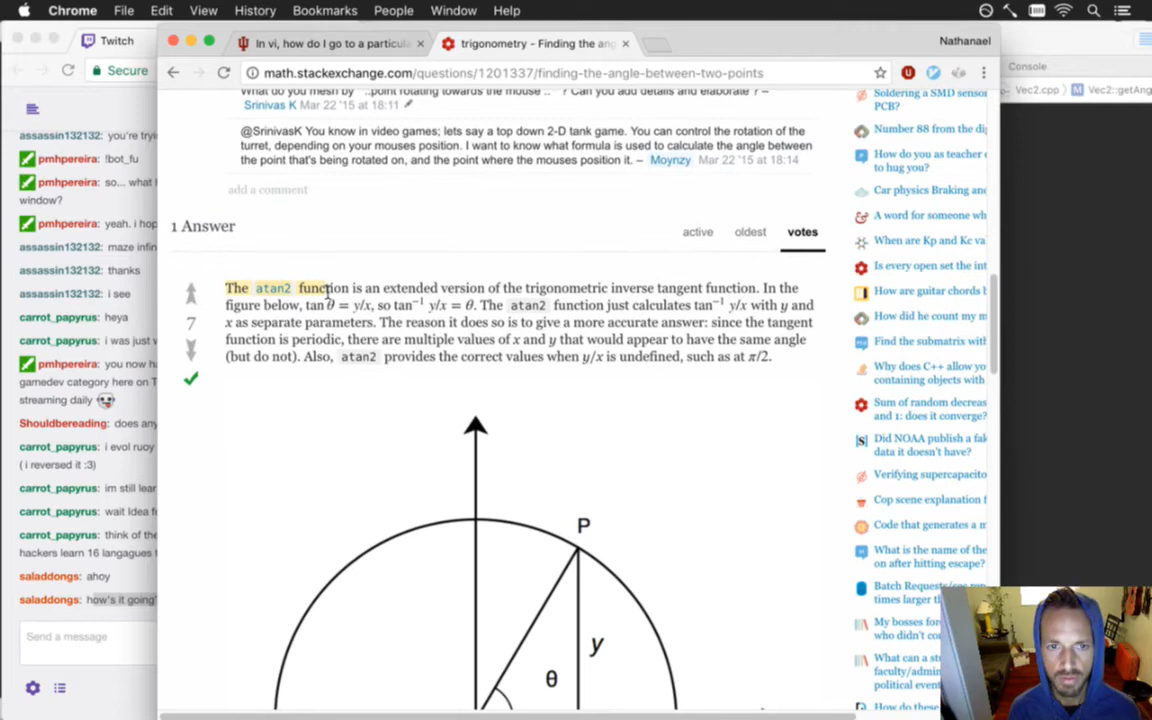 Chrome File Edit View History Bookmarks People Window Help
Twitch
In vi, how do I go to a particula
trigonometry - Finding the ang
Nathanael
Secure
math.stackexchange.com/questions/1201337/finding-the-angle-between-two-points
Console
Vec2.cpp
Vec2::getAng
assassin132132: you're tryin
pmhpereira: !bot_fu
pmhpereira: so... what
window?
pmhpereira: yeah. i hop
assassin132132: maze infin
assassin132132: thanks
assassin132132: i see
carrot_papyrus: heya
carrot_papyrus: i was just
pmhpereira: you now h
gamedev category here on T
streaming daily
Shouldbereading: does any
carrot_papyrus: i evol ruoy
( i reversed it :3)
carrot_papyrus: im still lear
carrot_papyrus: wait Idea
carrot_papyrus: think of the
hackers learn 16 langagues
saladdongs: ahoy
saladdongs: how's it going
Send a message
What do you mesh by "..point rotating towards the mouse .." ? Can you add details and elaborate ? –
Srinivas K Mar 22 '15 at 18:11
@SrinivasK You know in video games; lets say a top down 2-D tank game. You can control the rotation of the
turret, depending on your mouses position. I want to know what formula is used to calculate the angle between
the point that's being rotated on, and the point where the mouses position it. – Moynzy Mar 22 '15 at 18:14
add a comment
1 Answer
active oldest votes
7
The atan2 function is an extended version of the trigonometric inverse tangent function. In the
figure below, tan θ = y/x, so tan⁻¹ y/x = θ. The atan2 function just calculates tan⁻¹ y/x with y and
x as separate parameters. The reason it does so is to give a more accurate answer: since the tangent
function is periodic, there are multiple values of x and y that would appear to have the same angle
(but do not). Also, atan2 provides the correct values when y/x is undefined, such as at π/2.
P
y
θ
Soldering a SMD sensor
PCB?
Number 88 from the di
How do you as teacher
to hug you?
Car physics Braking an
A word for someone wh
When are Kp and Kc va
Is every open set the in
How are guitar chords
How did he count my m
Find the submatrix with
Why does C++ allow yo
containing objects with
Sum of random decreas
and 1: does it converge?
Did NOAA publish a fak
data it doesn't have?
Verifying supercapacito
Cop scene explanation
Code that generates a m
What is the name of the
on after hitting escape?
Batch Requests
times larger
My bosses
who didn't
What can a
faculty/admin
political
How do these